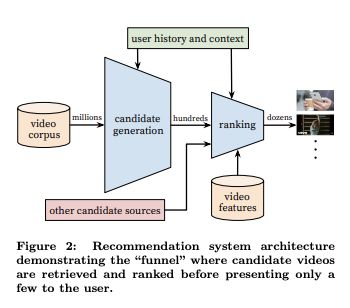 user history and context
video
corpus
millions
candidate
generation
hundreds
ranking
dozens
other candidate sources
video
features
Figure 2: Recommendation system architecture
demonstrating the “funnel” where candidate videos
are retrieved and ranked before presenting only a
few to the user.